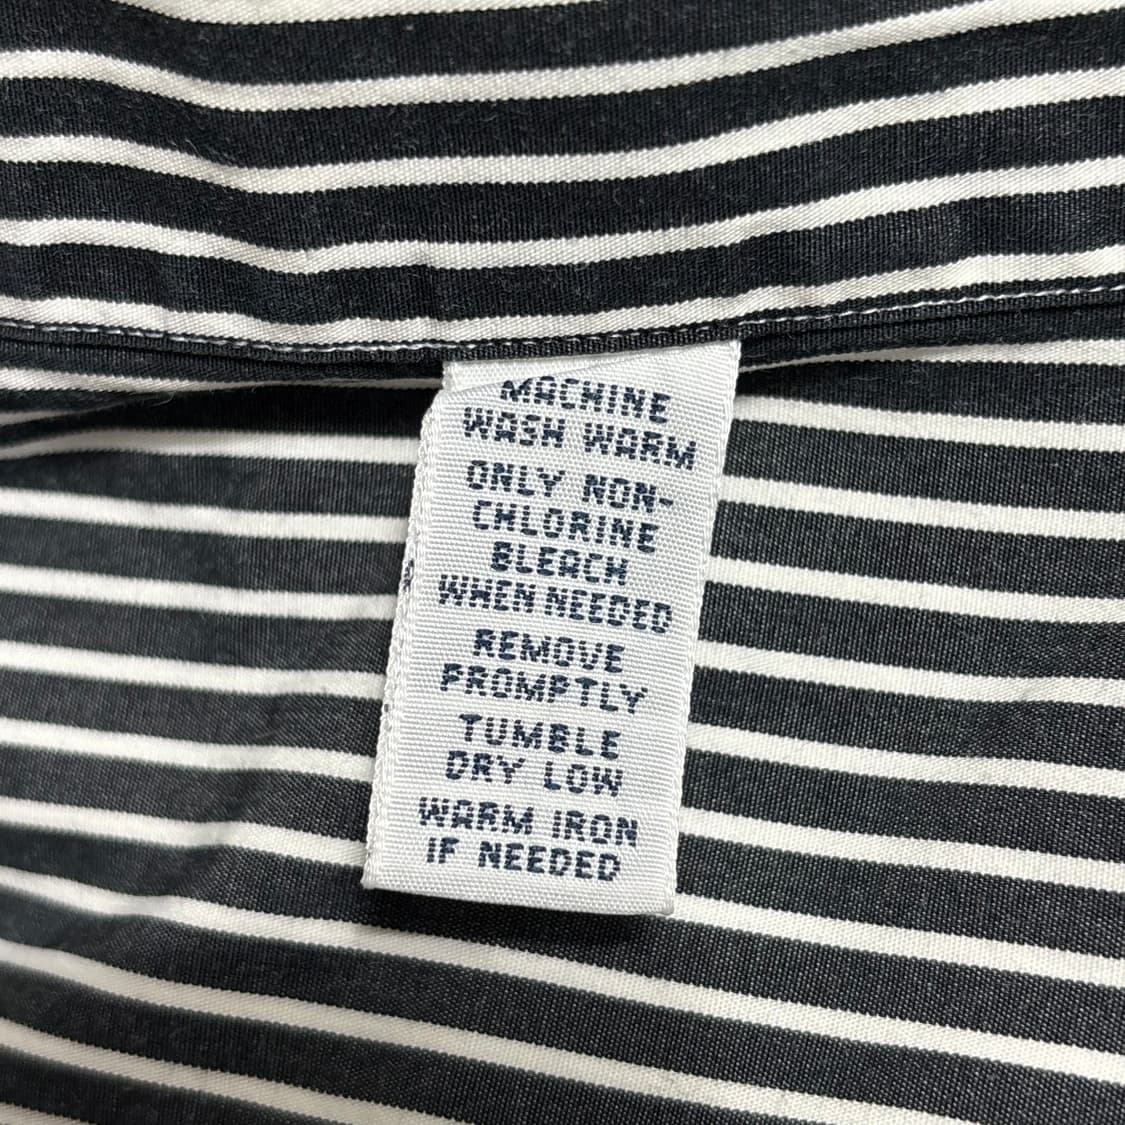 MACHINE
WASH WARM
ONLY NON-
CHLORINE
BLEACH
WHEN NEEDED
REMOVE
PROMPTLY
TUMBLE
DRY LOW
WARM IRON
IF NEEDED